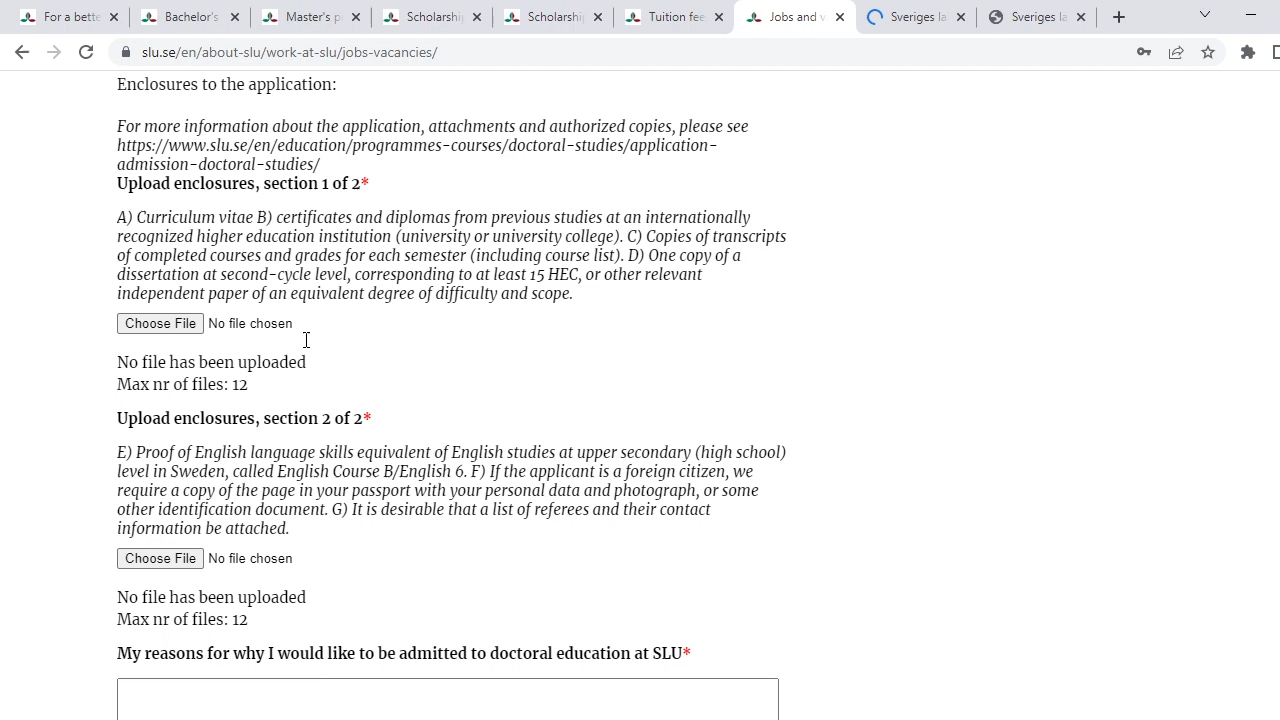 For a bette
Bachelor's
Master's p
Scholarshi
Scholarshi
Tuition fee
Jobs and v
Sveriges la
Sveriges la
slu.se/en/about-slu/work-at-slu/jobs-vacancies/
Enclosures to the application:
For more information about the application, attachments and authorized copies, please see
https://www.slu.se/en/education/programmes-courses/doctoral-studies/application-
admission-doctoral-studies/
Upload enclosures, section 1 of 2*
A) Curriculum vitae B) certificates and diplomas from previous studies at an internationally
recognized higher education institution (university or university college). C) Copies of transcripts
of completed courses and grades for each semester (including course list). D) One copy of a
dissertation at second-cycle level, corresponding to at least 15 HEC, or other relevant
independent paper of an equivalent degree of difficulty and scope.
Choose File No file chosen
No file has been uploaded
Max nr of files: 12
Upload enclosures, section 2 of 2*
E) Proof of English language skills equivalent of English studies at upper secondary (high school)
level in Sweden, called English Course B/English 6. F) If the applicant is a foreign citizen, we
require a copy of the page in your passport with your personal data and photograph, or some
other identification document. G) It is desirable that a list of referees and their contact
information be attached.
Choose File No file chosen
No file has been uploaded
Max nr of files: 12
My reasons for why I would like to be admitted to doctoral education at SLU*